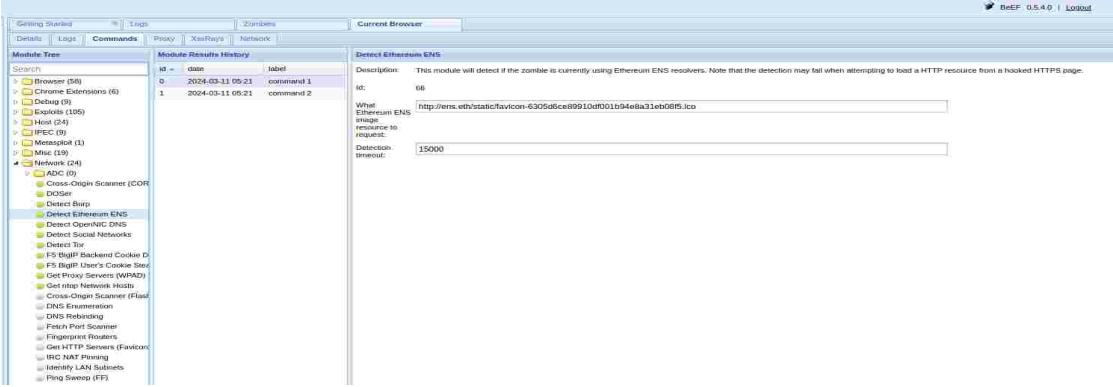 BeEF 0.5.4.0 | Logout
Getting Started Logs Zombies Current Browser
Details Logs Commands Proxy XssRays Network
Module Tree
Search
Browser (56)
Chrome Extensions (6)
Debug (9)
Exploits (105)
Host (24)
IPEC (9)
Metasploit (1)
Misc (19)
Network (24)
ADC (0)
Cross-Origin Scanner (COR
DOSer
Detect Burp
Detect Ethereum ENS
Detect OpenNIC DNS
Detect Social Networks
Detect Tor
F5 BigIP Backend Cookie D
F5 BigIP User's Cookie Stea
Get Proxy Servers (WPAD)
Get ntop Network Hosts
Cross-Origin Scanner (Flash
DNS Enumeration
DNS Rebinding
Fetch Port Scanner
Fingerprint Routers
Get HTTP Servers (Favicon
IRC NAT Pinning
Identify LAN Subnets
Ping Sweep (FF)
Module Results History
id date label
0 2024-03-11 05:21 command 1
1 2024-03-11 05:21 command 2
Detect Ethereum ENS
Description: This module will detect if the zombie is currently using Ethereum ENS resolvers. Note that the detection may fail when attempting to load a HTTP resource from a hooked HTTPS page.
Id: 66
What
Ethereum ENS
image
resource to
request:
http://ens.eth/static/favicon-6305d6ce89910df001b94e8a31eb08f5.ico
Detection
timeout:
15000